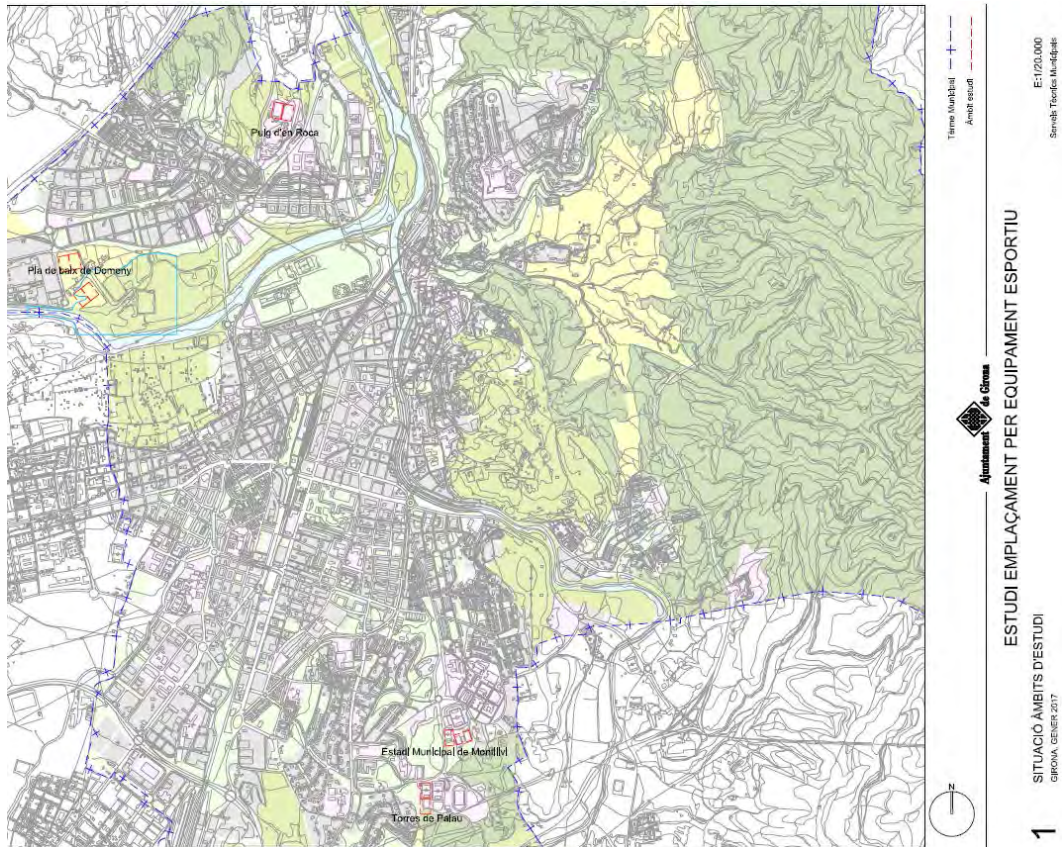 Puig d'en Roca
Pla de baix de Domeny
Estadi Municipal de Montilivi
Torres de Palau
Terme Municipal
Àmbit estudi
N
Ajuntament de Girona
ESTUDI EMPLAÇAMENT PER EQUIPAMENT ESPORTIU
E:1/20.000
Serveis Tècnics Municipals
1
SITUACIÓ ÀMBITS D'ESTUDI
GIRONA, GENER 2017